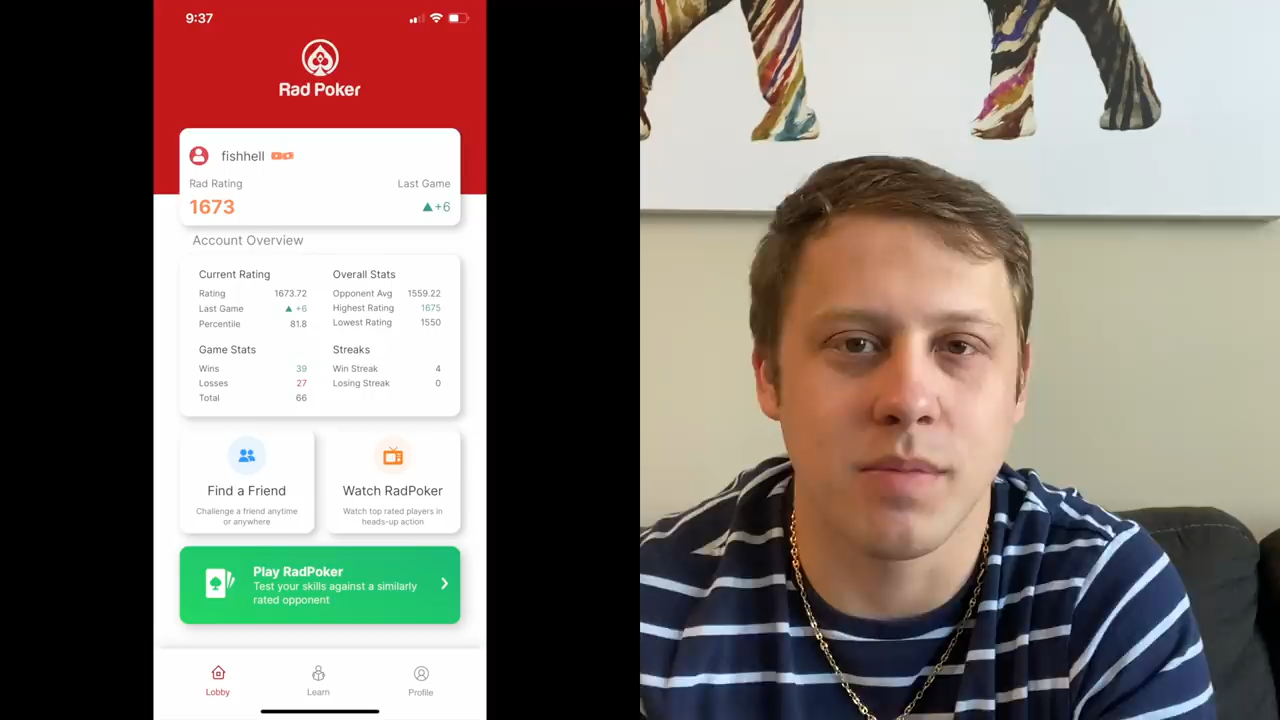 9:37
Rad Poker
fishhell
Rad Rating
Last Game
1673
▲+6
Account Overview
Current Rating
Rating 1673.72
Last Game ▲ +6
Percentile 81.8
Overall Stats
Opponent Avg 1559.22
Highest Rating 1675
Lowest Rating 1550
Game Stats
Wins 39
Losses 27
Total 66
Streaks
Win Streak 4
Losing Streak 0
Find a Friend
Challenge a friend anytime
or anywhere
Watch RadPoker
Watch top rated players in
heads-up action
Play RadPoker
Test your skills against a similarly
rated opponent
Lobby
Learn
Profile